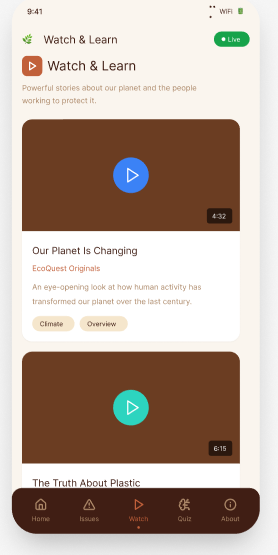 9:41
WIFI
Watch & Learn
Live
Watch & Learn
Powerful stories about our planet and the people
working to protect it.
4:32
Our Planet Is Changing
EcoQuest Originals
An eye-opening look at how human activity has
transformed our planet over the last century.
Climate
Overview
6:15
The Truth About Plastic
Home
Issues
Watch
Quiz
About